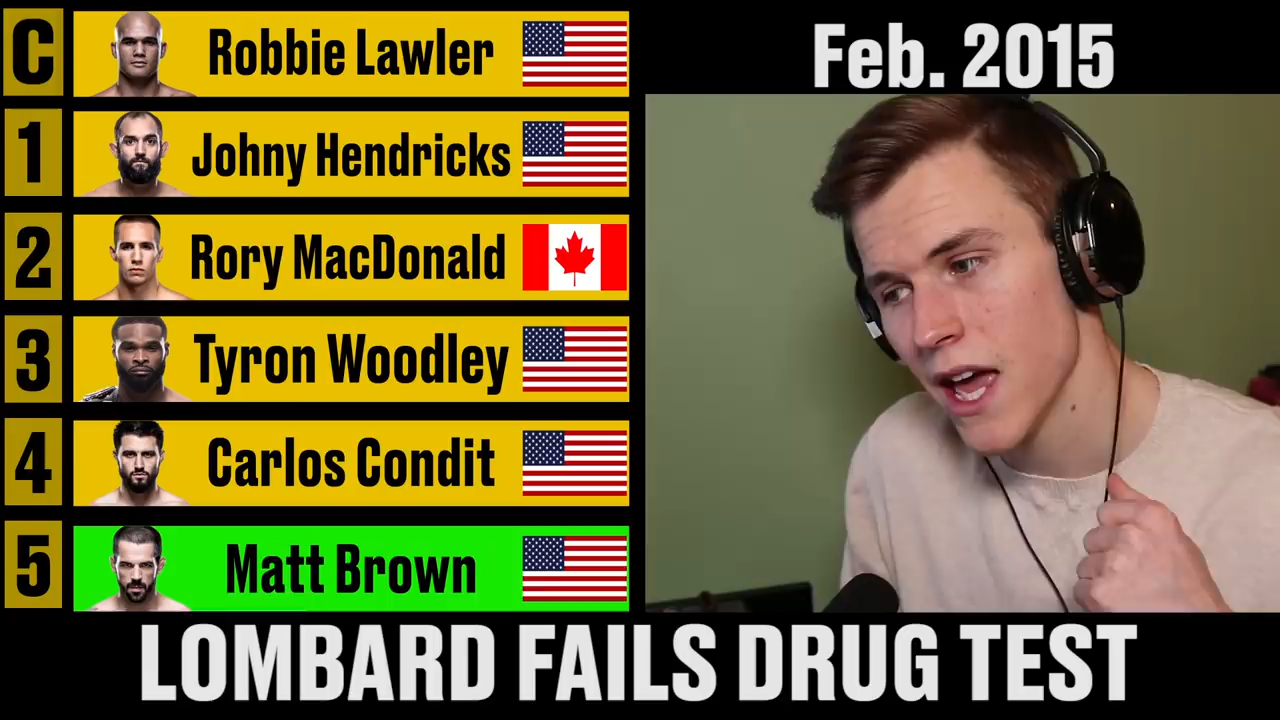 C Robbie Lawler
1 Johny Hendricks
2 Rory MacDonald
3 Tyron Woodley
4 Carlos Condit
5 Matt Brown
Feb. 2015
LOMBARD FAILS DRUG TEST